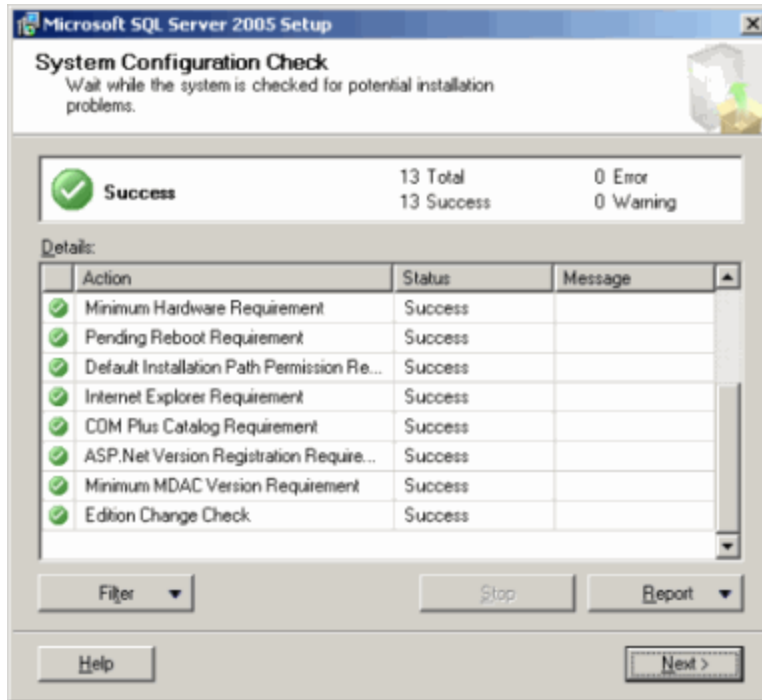 Microsoft SQL Server 2005 Setup
System Configuration Check
Wait while the system is checked for potential installation
problems.
Success
13 Total
0 Error
13 Success
0 Warning
Details:
Action Status Message
Minimum Hardware Requirement Success
Pending Reboot Requirement Success
Default Installation Path Permission Re... Success
Internet Explorer Requirement Success
COM Plus Catalog Requirement Success
ASP.Net Version Registration Require... Success
Minimum MDAC Version Requirement Success
Edition Change Check Success
Filter Stop Report
Help Next >